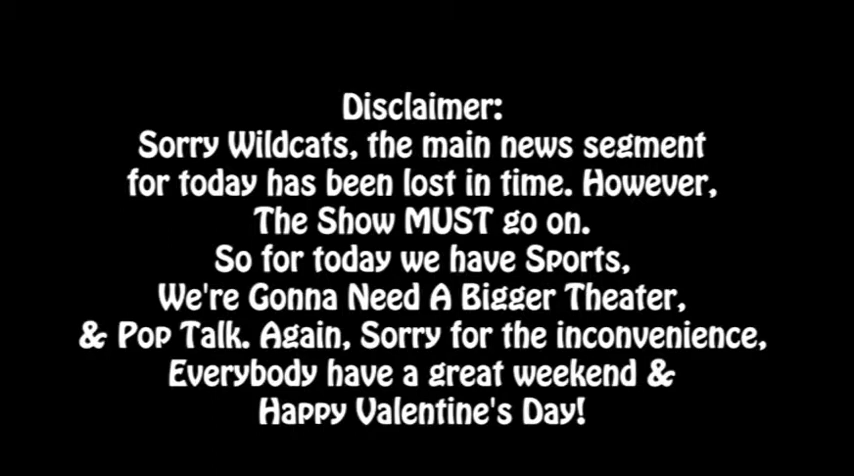 Disclaimer:
Sorry Wildcats, the main news segment
for today has been lost in time. However,
The Show MUST go on.
So for today we have Sports,
We're Gonna Need A Bigger Theater,
& Pop Talk. Again, Sorry for the inconvenience,
Everybody have a great weekend &
Happy Valentine's Day!